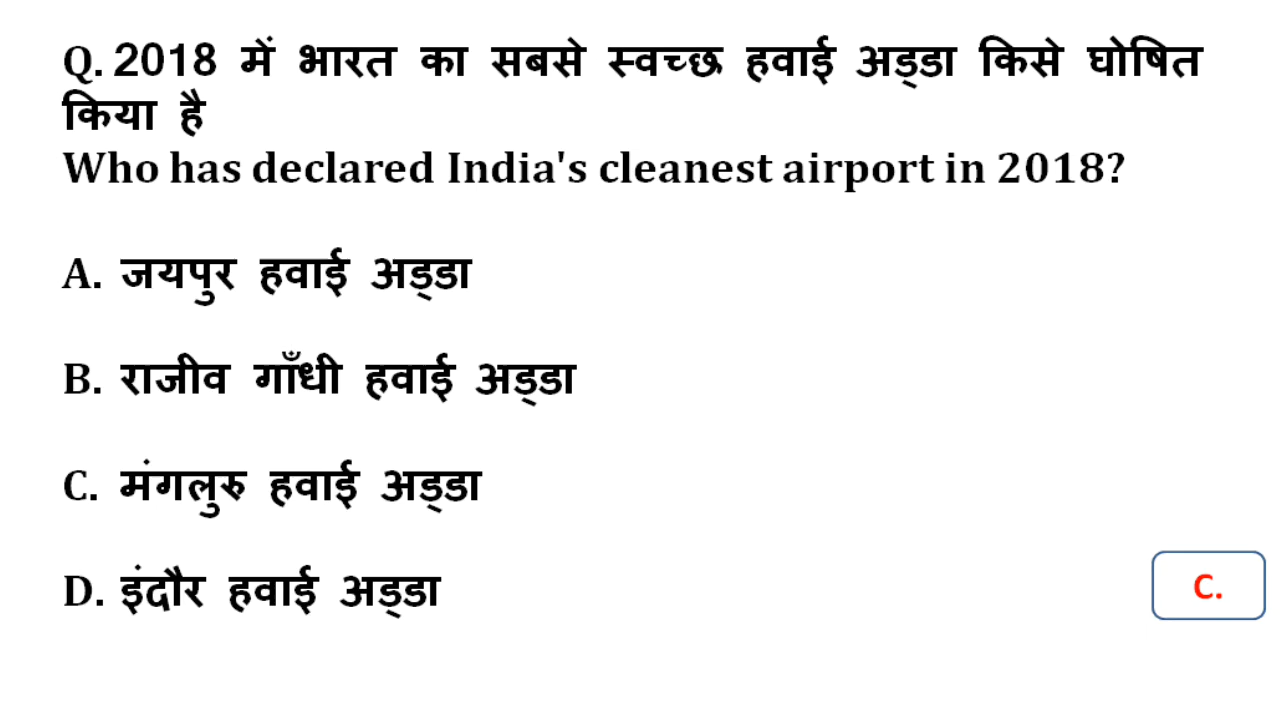 Q. 2018 में भारत का सबसे स्वच्छ हवाई अड्डा किसे घोषित
किया है
Who has declared India's cleanest airport in 2018?
A. जयपुर हवाई अड्डा
B. राजीव गाँधी हवाई अड्डा
C. मंगलुरु हवाई अड्डा
D. इंदौर हवाई अड्डा
C.